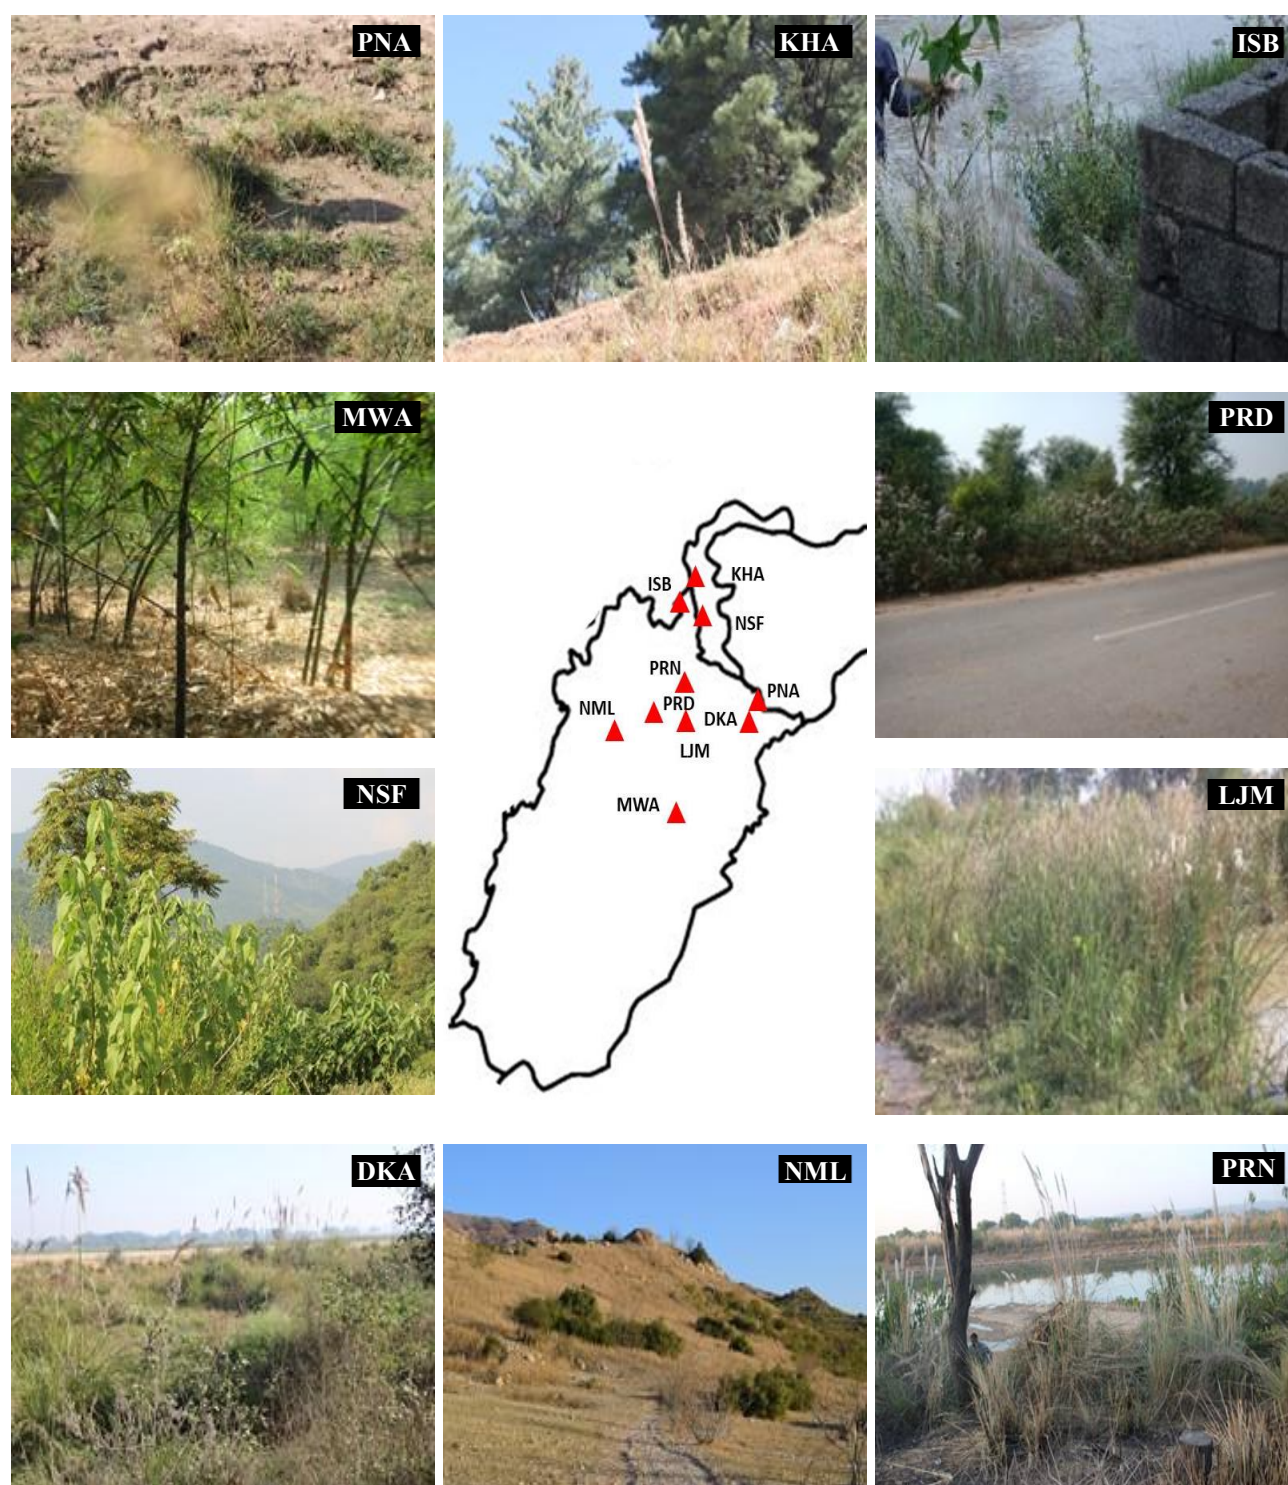 PNA
KHA
ISB
MWA
PRD
KHA
ISB
NSF
PRN
PNA
NML
PRD
DKA
LJM
MWA
NSF
LJM
DKA
NML
PRN